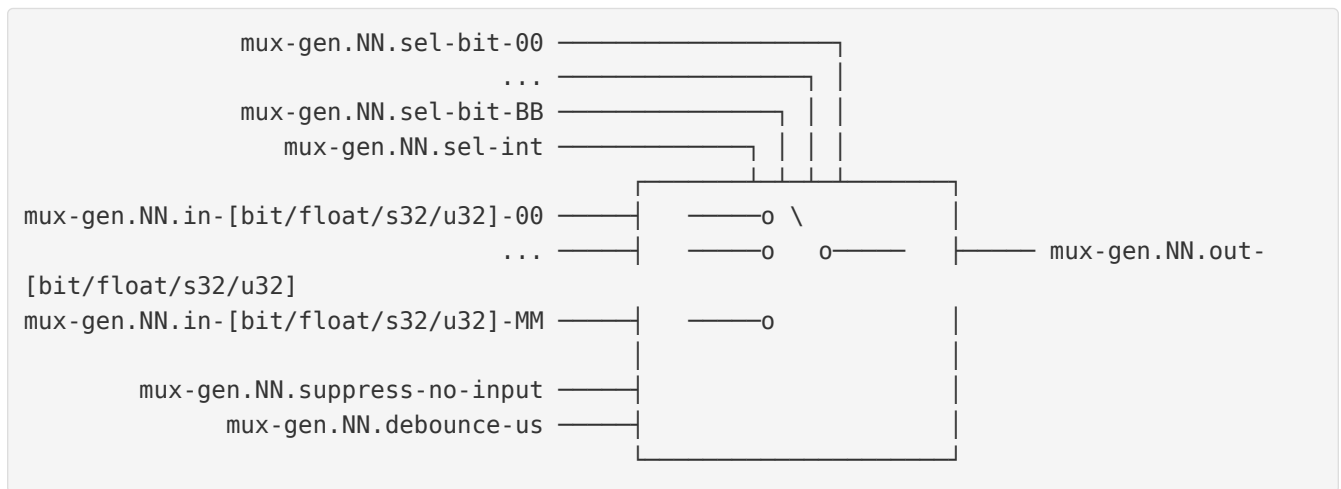 mux-gen.NN.sel-bit-00
...
mux-gen.NN.sel-bit-BB
mux-gen.NN.sel-int
mux-gen.NN.in-[bit/float/s32/u32]-00 o \
... o o mux-gen.NN.out-
[bit/float/s32/u32]
mux-gen.NN.in-[bit/float/s32/u32]-MM o
mux-gen.NN.suppress-no-input
mux-gen.NN.debounce-us